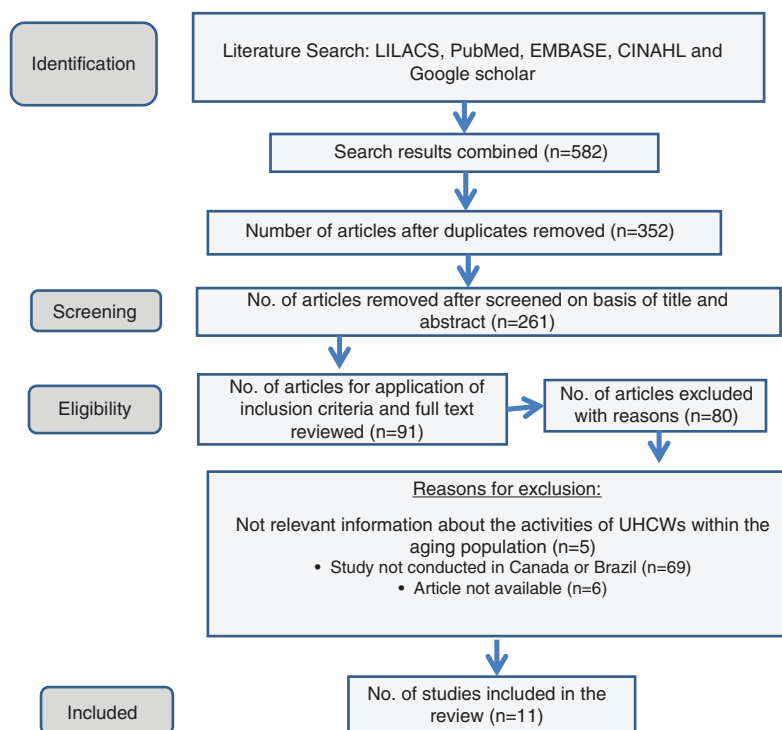 Identification
Literature Search: LILACS, PubMed, EMBASE, CINAHL and
Google scholar
Search results combined (n=582)
Number of articles after duplicates removed (n=352)
Screening
No. of articles removed after screened on basis of title and
abstract (n=261)
Eligibility
No. of articles for application of
inclusion criteria and full text
reviewed (n=91)
No. of articles excluded
with reasons (n=80)
Reasons for exclusion:
Not relevant information about the activities of UHCWs within the
aging population (n=5)
• Study not conducted in Canada or Brazil (n=69)
• Article not available (n=6)
Included
No. of studies included in the
review (n=11)